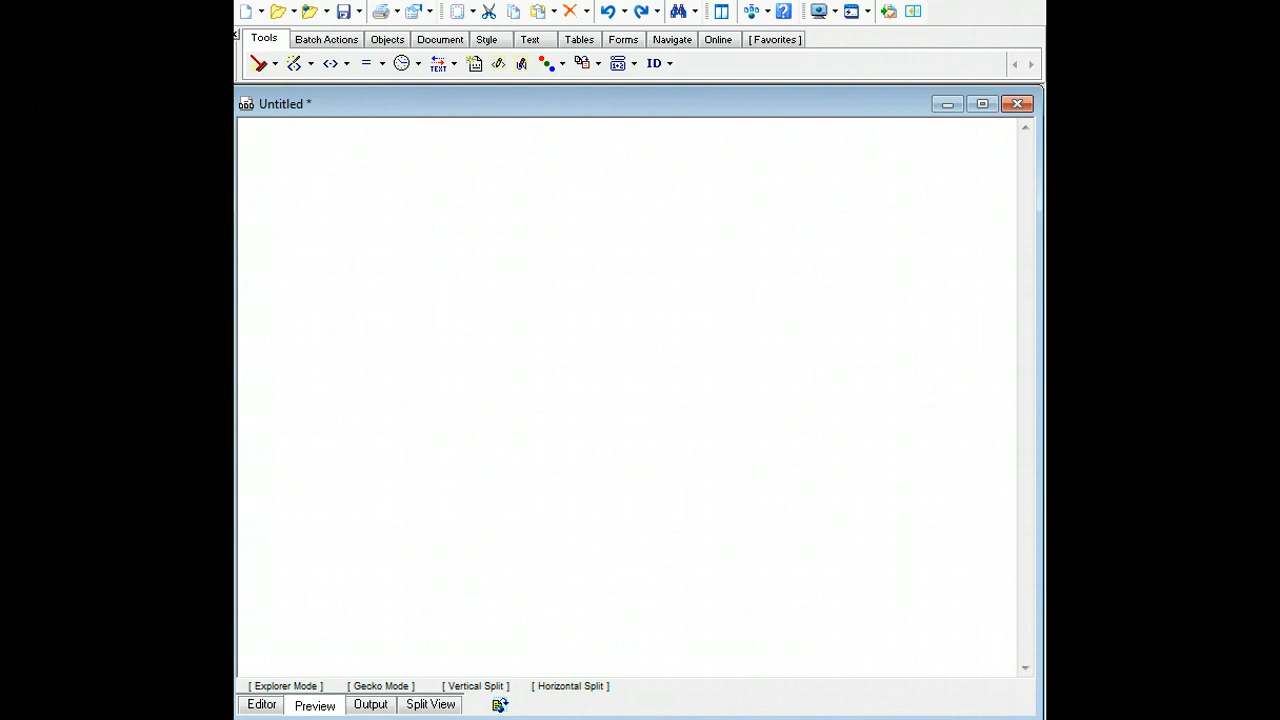 Tools Batch Actions Objects Document Style Text Tables Forms Navigate Online [ Favorites ]
TEXT ID
Untitled *
[ Explorer Mode ] [ Gecko Mode ] [ Vertical Split ] [ Horizontal Split ]
Editor Preview Output Split View